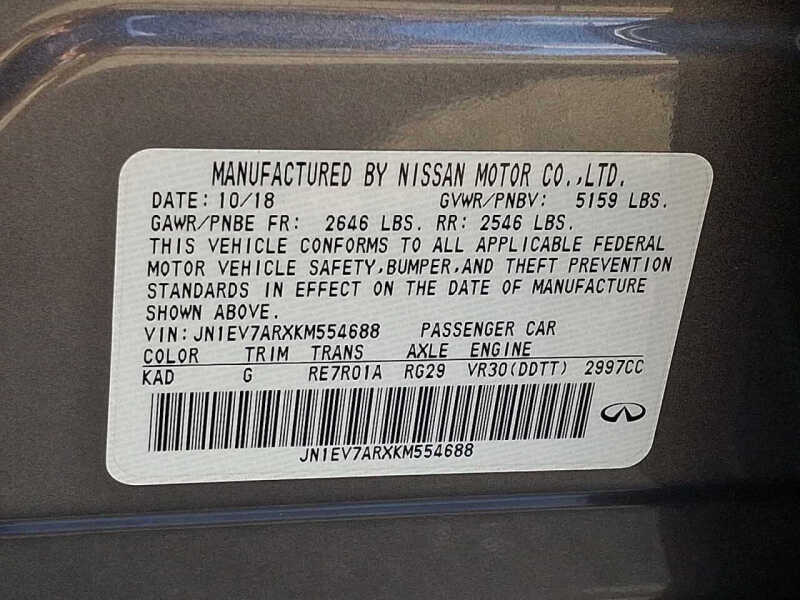 MANUFACTURED BY NISSAN MOTOR CO.,LTD.
DATE: 10/18 GVWR/PNBV: 5159 LBS.
GAWR/PNBE FR: 2646 LBS. RR: 2546 LBS.
THIS VEHICLE CONFORMS TO ALL APPLICABLE FEDERAL
MOTOR VEHICLE SAFETY,BUMPER,AND THEFT PREVENTION
STANDARDS IN EFFECT ON THE DATE OF MANUFACTURE
SHOWN ABOVE.
VIN:JN1EV7ARXKM554688 PASSENGER CAR
COLOR TRIM TRANS AXLE ENGINE
KAD G RE7R01A RG29 VR30(DDTT) 2997CC
JN1EV7ARXKM554688